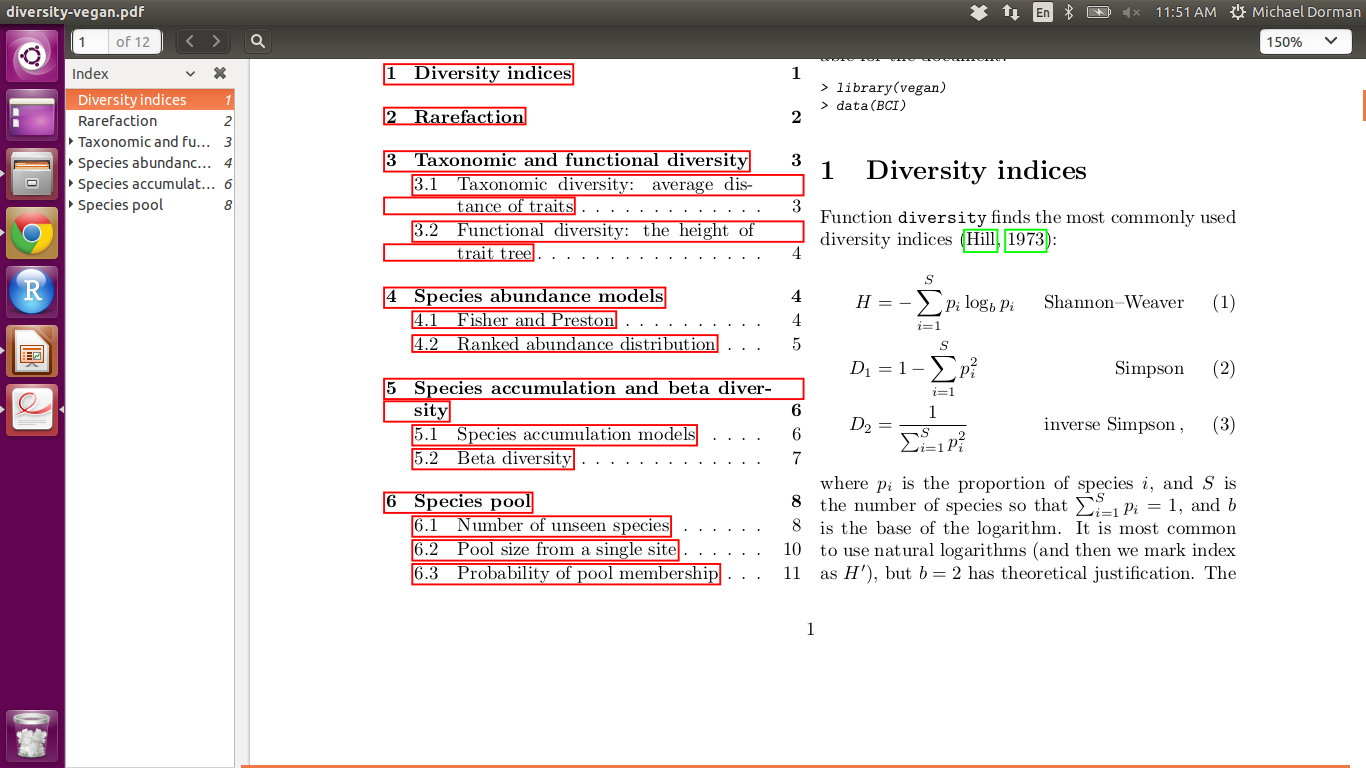 diversity-vegan.pdf
En
11:51 AM
Michael Dorman
1
of 12
150%
Index
Diversity indices 1
Rarefaction 2
Taxonomic and fu... 3
Species abundanc... 4
Species accumulat... 6
Species pool 8
1 Diversity indices 1
2 Rarefaction 2
3 Taxonomic and functional diversity 3
3.1 Taxonomic diversity: average dis-
tance of traits . . . . . . . . . . . . . 3
3.2 Functional diversity: the height of
trait tree . . . . . . . . . . . . . . . . 4
4 Species abundance models 4
4.1 Fisher and Preston . . . . . . . . . . 4
4.2 Ranked abundance distribution . . . 5
5 Species accumulation and beta diver-
sity 6
5.1 Species accumulation models . . . . 6
5.2 Beta diversity . . . . . . . . . . . . . 7
6 Species pool 8
6.1 Number of unseen species . . . . . . 8
6.2 Pool size from a single site . . . . . . 10
6.3 Probability of pool membership . . . 11
able for the document:
> library(vegan)
> data(BCI)
1 Diversity indices
Function diversity finds the most commonly used
diversity indices (Hill, 1973):
H = − ∑_{i=1}^{S} p_i log_b p_i Shannon–Weaver (1)
D_1 = 1 − ∑_{i=1}^{S} p_i^2 Simpson (2)
D_2 = 1 / ∑_{i=1}^{S} p_i^2 inverse Simpson , (3)
where p_i is the proportion of species i, and S is
the number of species so that ∑_{i=1}^{S} p_i = 1, and b
is the base of the logarithm. It is most common
to use natural logarithms (and then we mark index
as H′), but b = 2 has theoretical justification. The
1